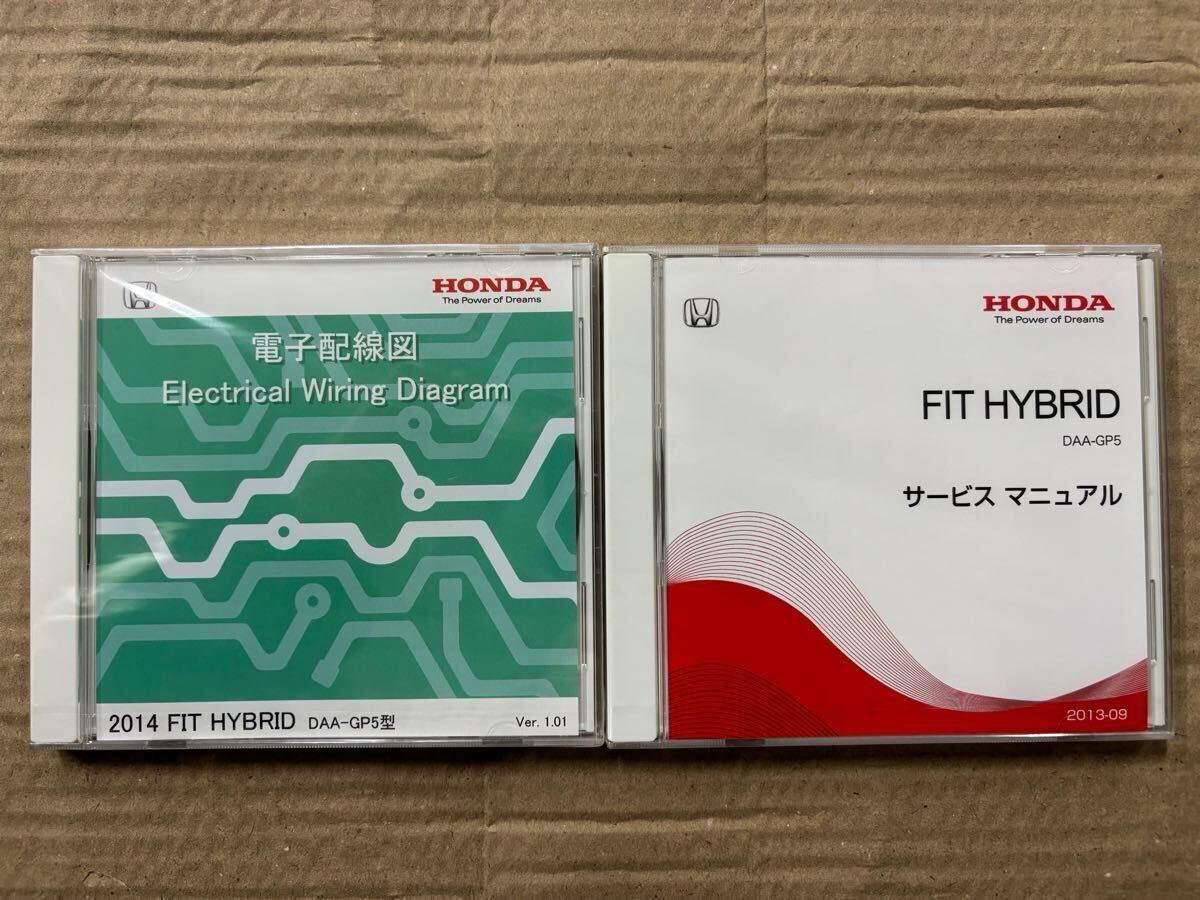 HONDA
The Power of Dreams
電子配線図
Electrical Wiring Diagram
2014 FIT HYBRID DAA-GP5型 Ver. 1.01
HONDA
The Power of Dreams
FIT HYBRID
DAA-GP5
サービス マニュアル
2013-09